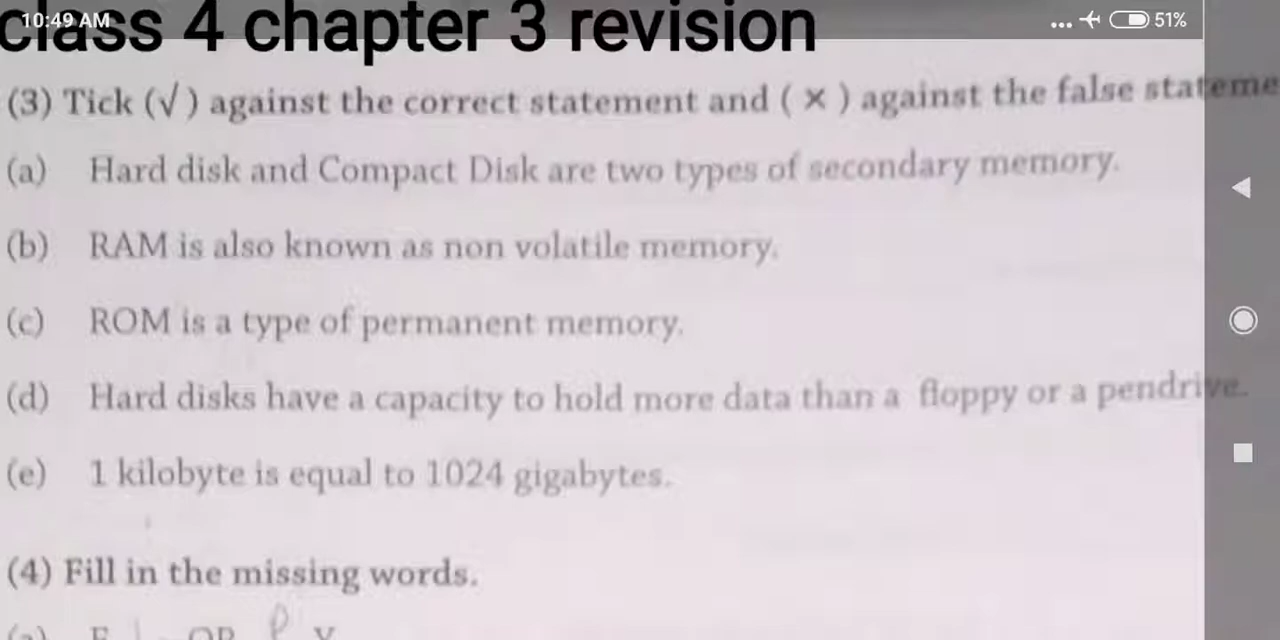 class 4 chapter 3 revision
10:49 AM
... 51%
(3) Tick (√) against the correct statement and ( × ) against the false stateme
(a) Hard disk and Compact Disk are two types of secondary memory.
(b) RAM is also known as non volatile memory.
(c) ROM is a type of permanent memory.
(d) Hard disks have a capacity to hold more data than a floppy or a pendrive.
(e) 1 kilobyte is equal to 1024 gigabytes.
(4) Fill in the missing words.